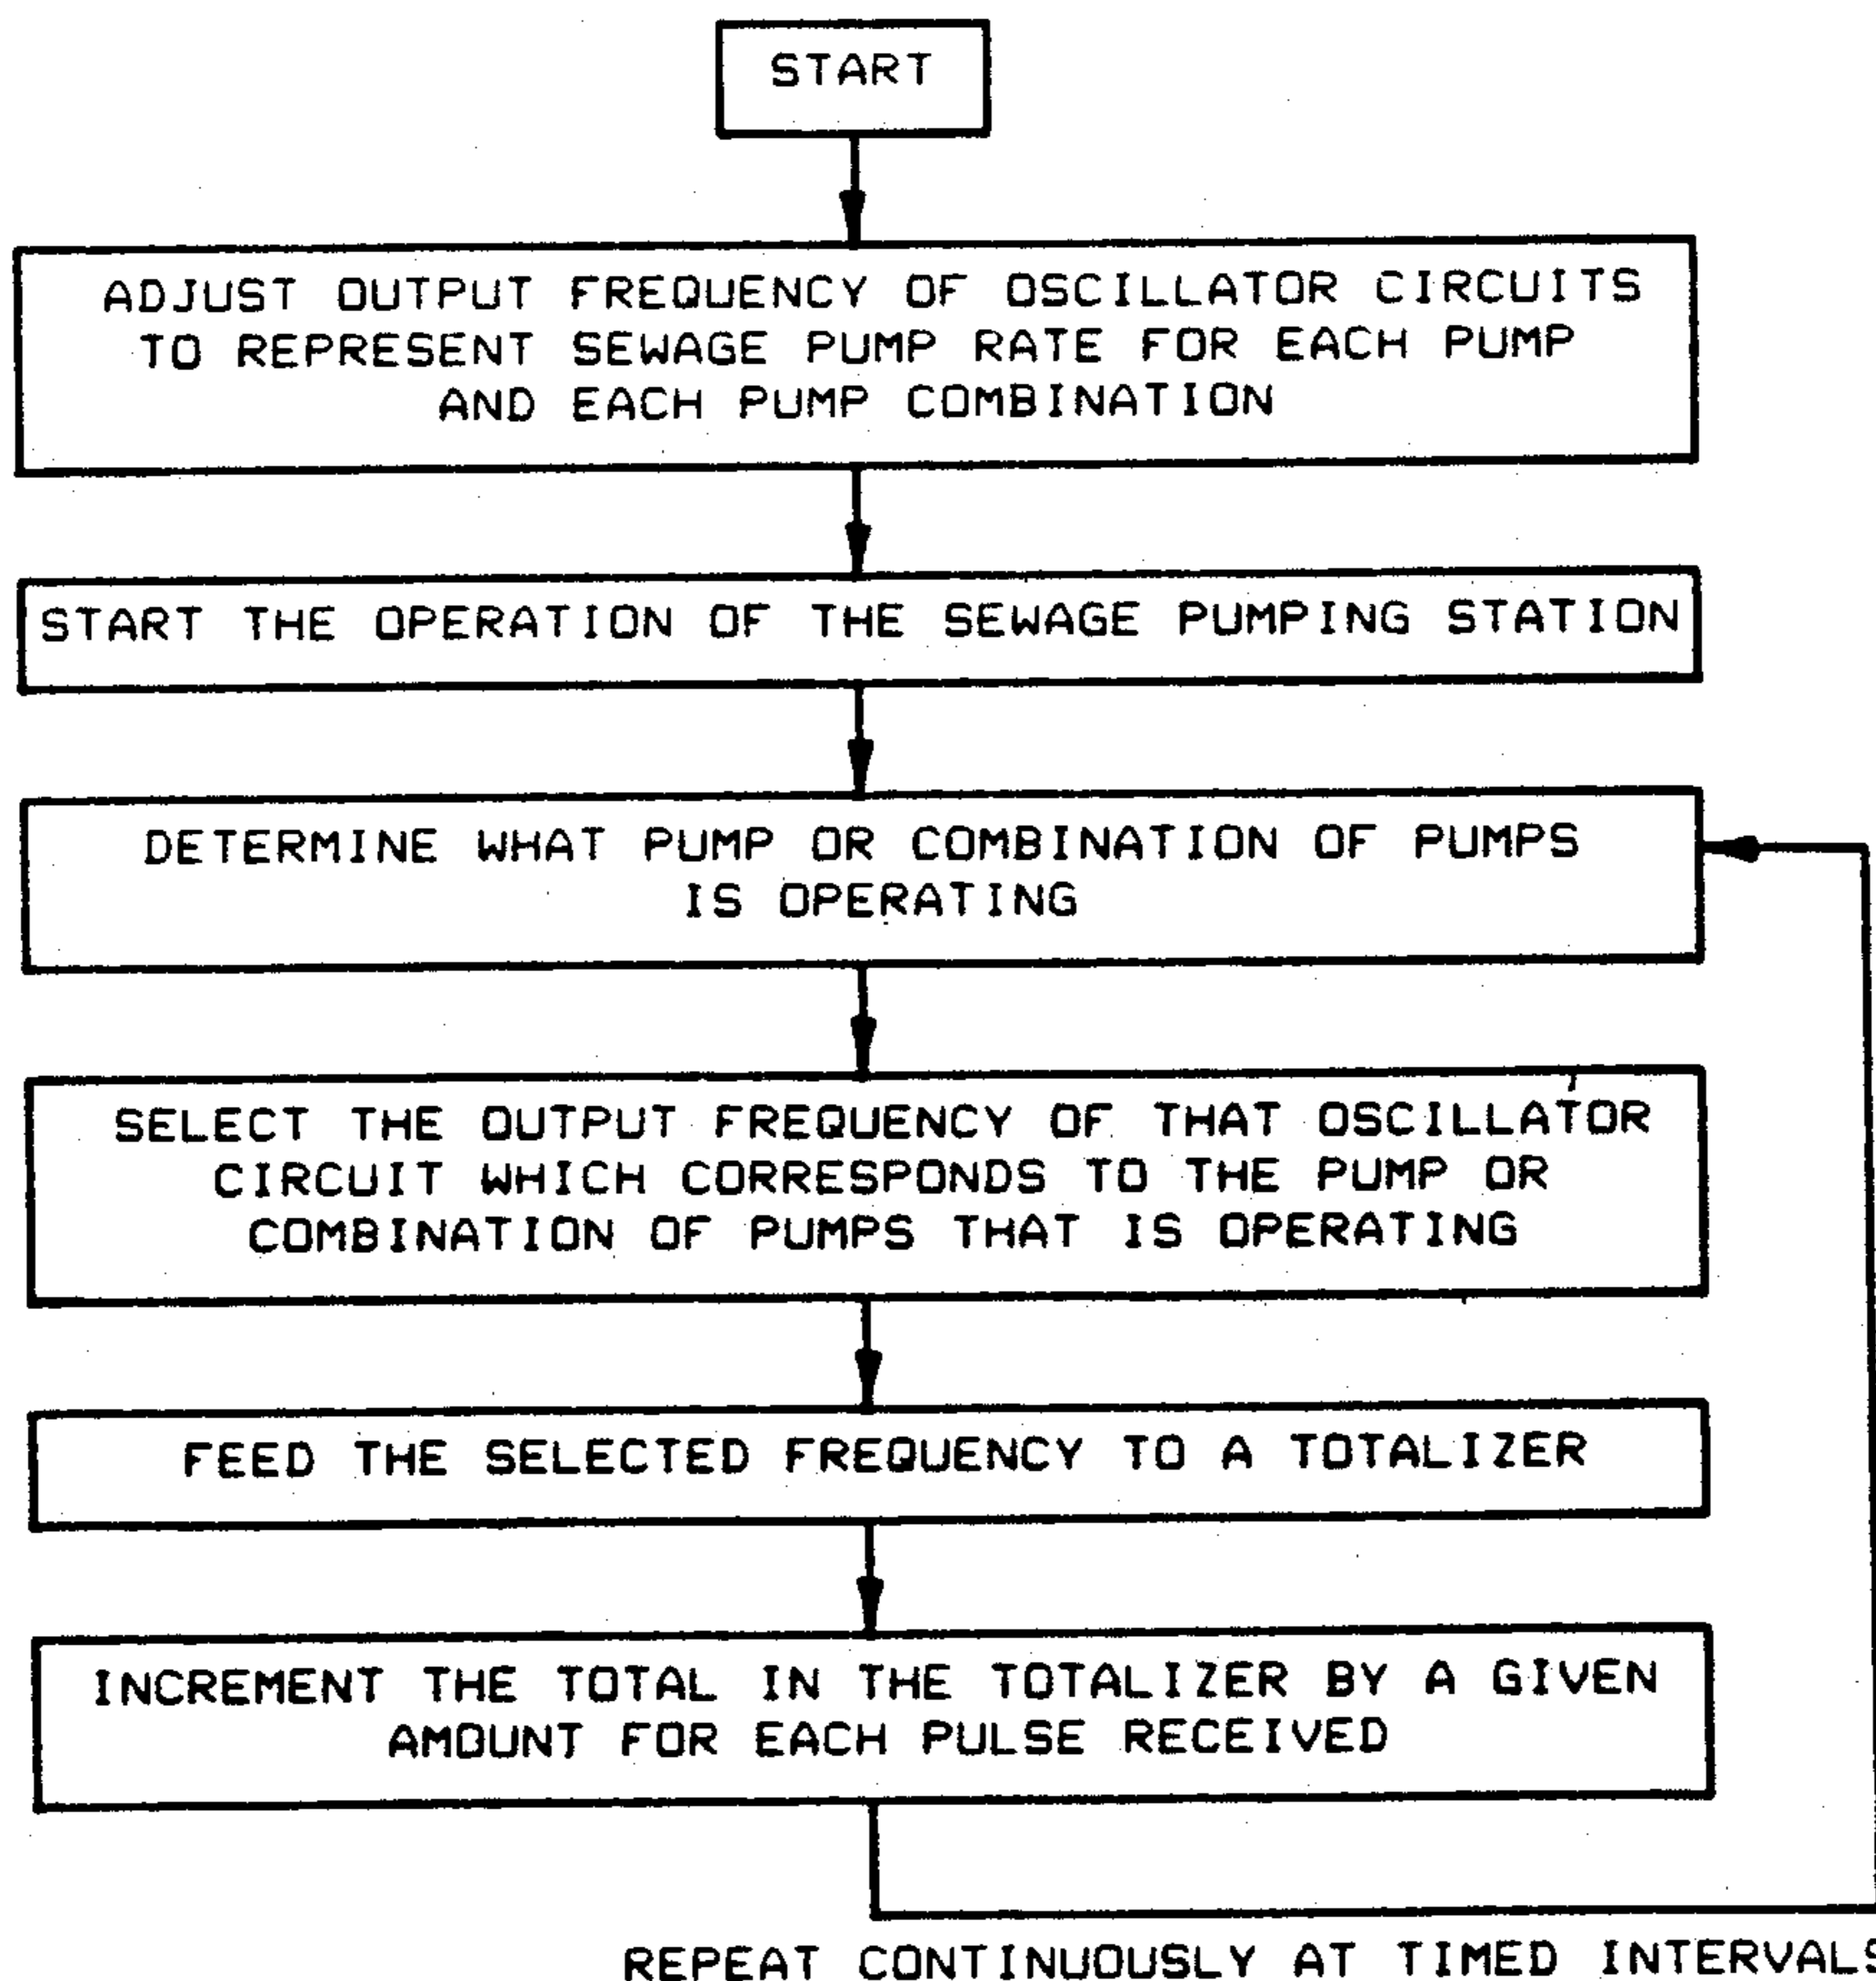 START
ADJUST OUTPUT FREQUENCY OF OSCILLATOR CIRCUITS
TO REPRESENT SEWAGE PUMP RATE FOR EACH PUMP
AND EACH PUMP COMBINATION
START THE OPERATION OF THE SEWAGE PUMPING STATION
DETERMINE WHAT PUMP OR COMBINATION OF PUMPS
IS OPERATING
SELECT THE OUTPUT FREQUENCY OF THAT OSCILLATOR
CIRCUIT WHICH CORRESPONDS TO THE PUMP OR
COMBINATION OF PUMPS THAT IS OPERATING
FEED THE SELECTED FREQUENCY TO A TOTALIZER
INCREMENT THE TOTAL IN THE TOTALIZER BY A GIVEN
AMOUNT FOR EACH PULSE RECEIVED
REPEAT CONTINUOUSLY AT TIMED INTERVALS